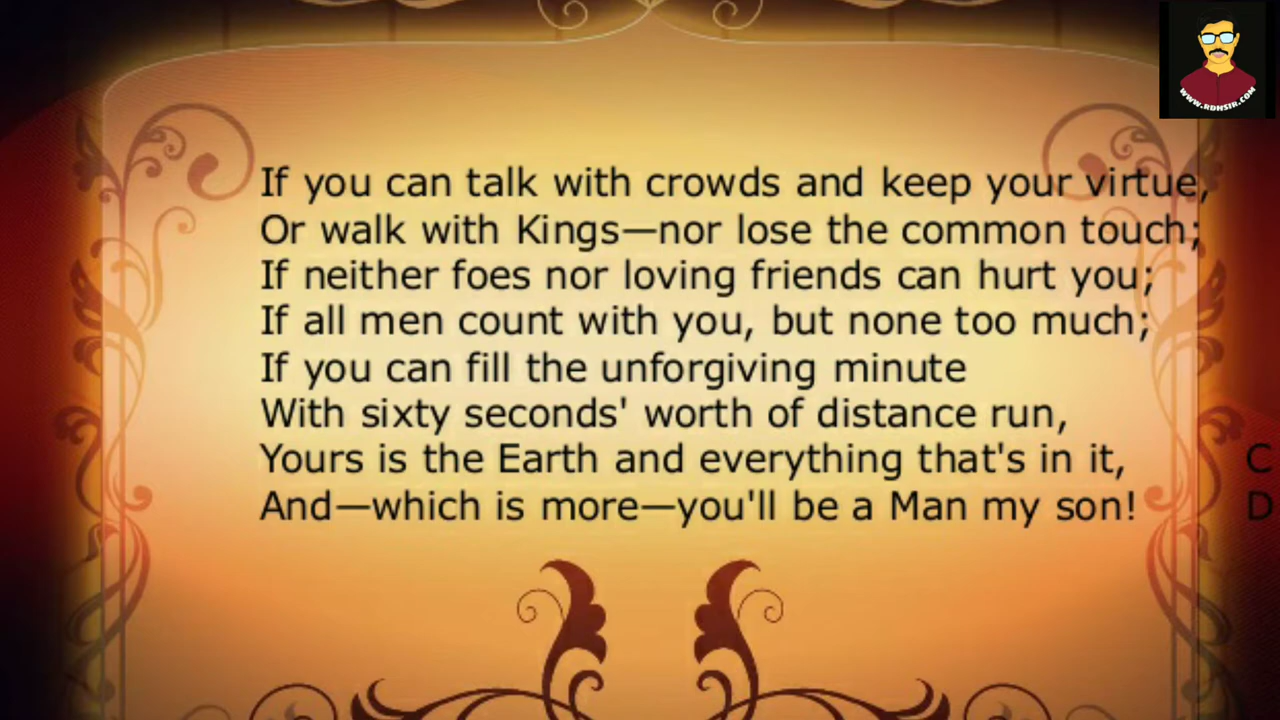 WWW.RDHSIR.COM
If you can talk with crowds and keep your virtue,
Or walk with Kings—nor lose the common touch;
If neither foes nor loving friends can hurt you;
If all men count with you, but none too much;
If you can fill the unforgiving minute
With sixty seconds' worth of distance run,
Yours is the Earth and everything that's in it,
And—which is more—you'll be a Man my son!
C
D